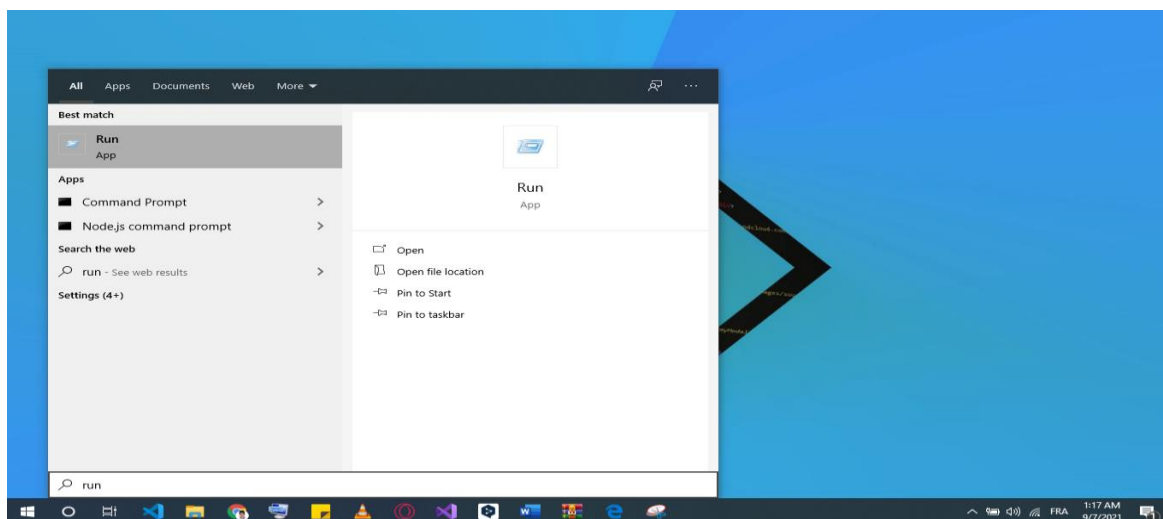 All Apps Documents Web More
Best match
Run
App
Apps
Command Prompt
Node.js command prompt
Search the web
run - See web results
Settings (4+)
Run
App
Open
Open file location
Pin to Start
Pin to taskbar
run
FRA
1:17 AM
9/7/2021